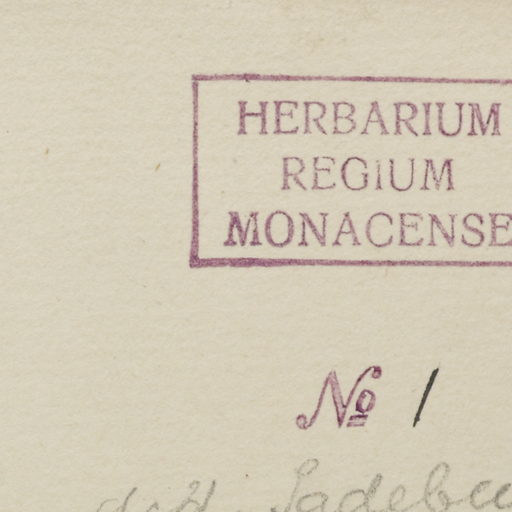 HERBARIUM
REGIUM
MONACENSE
№ 1